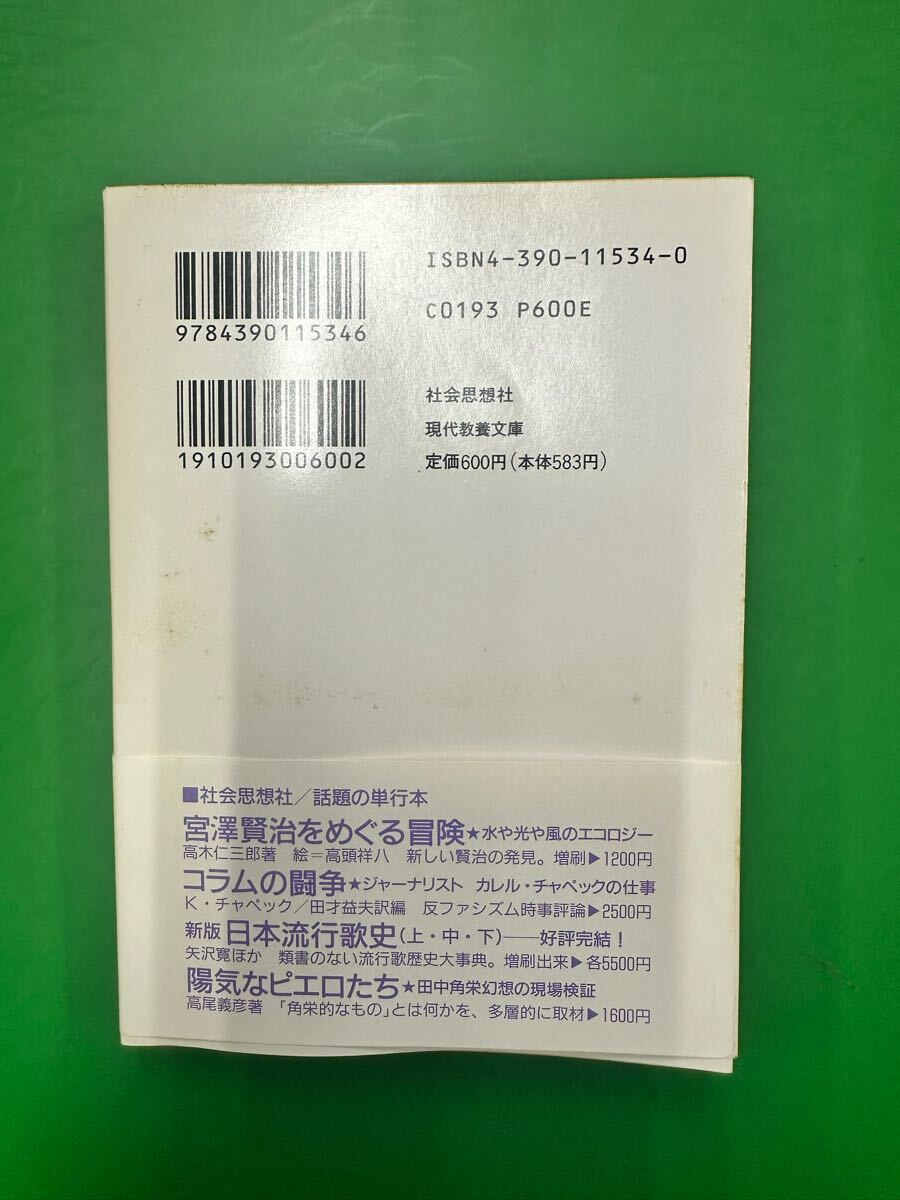 9784390115346
ISBN4-390-11534-0
C0193 P600E
1910193006002
社会思想社
現代教養文庫
定価600円(本体583円)
■社会思想社／話題の単行本
宮澤賢治をめぐる冒険★水や光や風のエコロジー
高木仁三郎著 絵＝高頭祥八 新しい賢治の発見。増刷▶1200円
コラムの闘争★ジャーナリスト カレル・チャペックの仕事
K・チャペック／田才益夫訳編 反ファシズム時事評論▶2500円
新版 日本流行歌史(上・中・下)──好評完結！
矢沢寛ほか 類書のない流行歌歴史大事典。増刷出来▶各5500円
陽気なピエロたち★田中角栄幻想の現場検証
高尾義彦著 「角栄的なもの」とは何かを、多層的に取材▶1600円